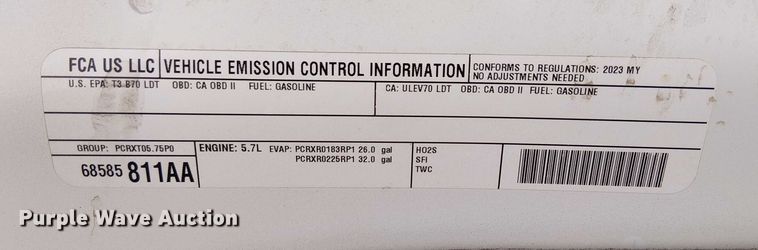 FCA US LLC VEHICLE EMISSION CONTROL INFORMATION CONFORMS TO REGULATIONS: 2023 MY
NO ADJUSTMENTS NEEDED
U.S. EPA: T3 B70 LDT OBD: CA OBD II FUEL: GASOLINE CA: ULEV70 LDT OBD: CA OBD II FUEL: GASOLINE
GROUP: PCRXT05.75P0 ENGINE: 5.7L EVAP: PCRXR0183RP1 26.0 gal HO2S
PCRXR0225RP1 32.0 gal SFI
68585 811AA TWC
Purple Wave Auction